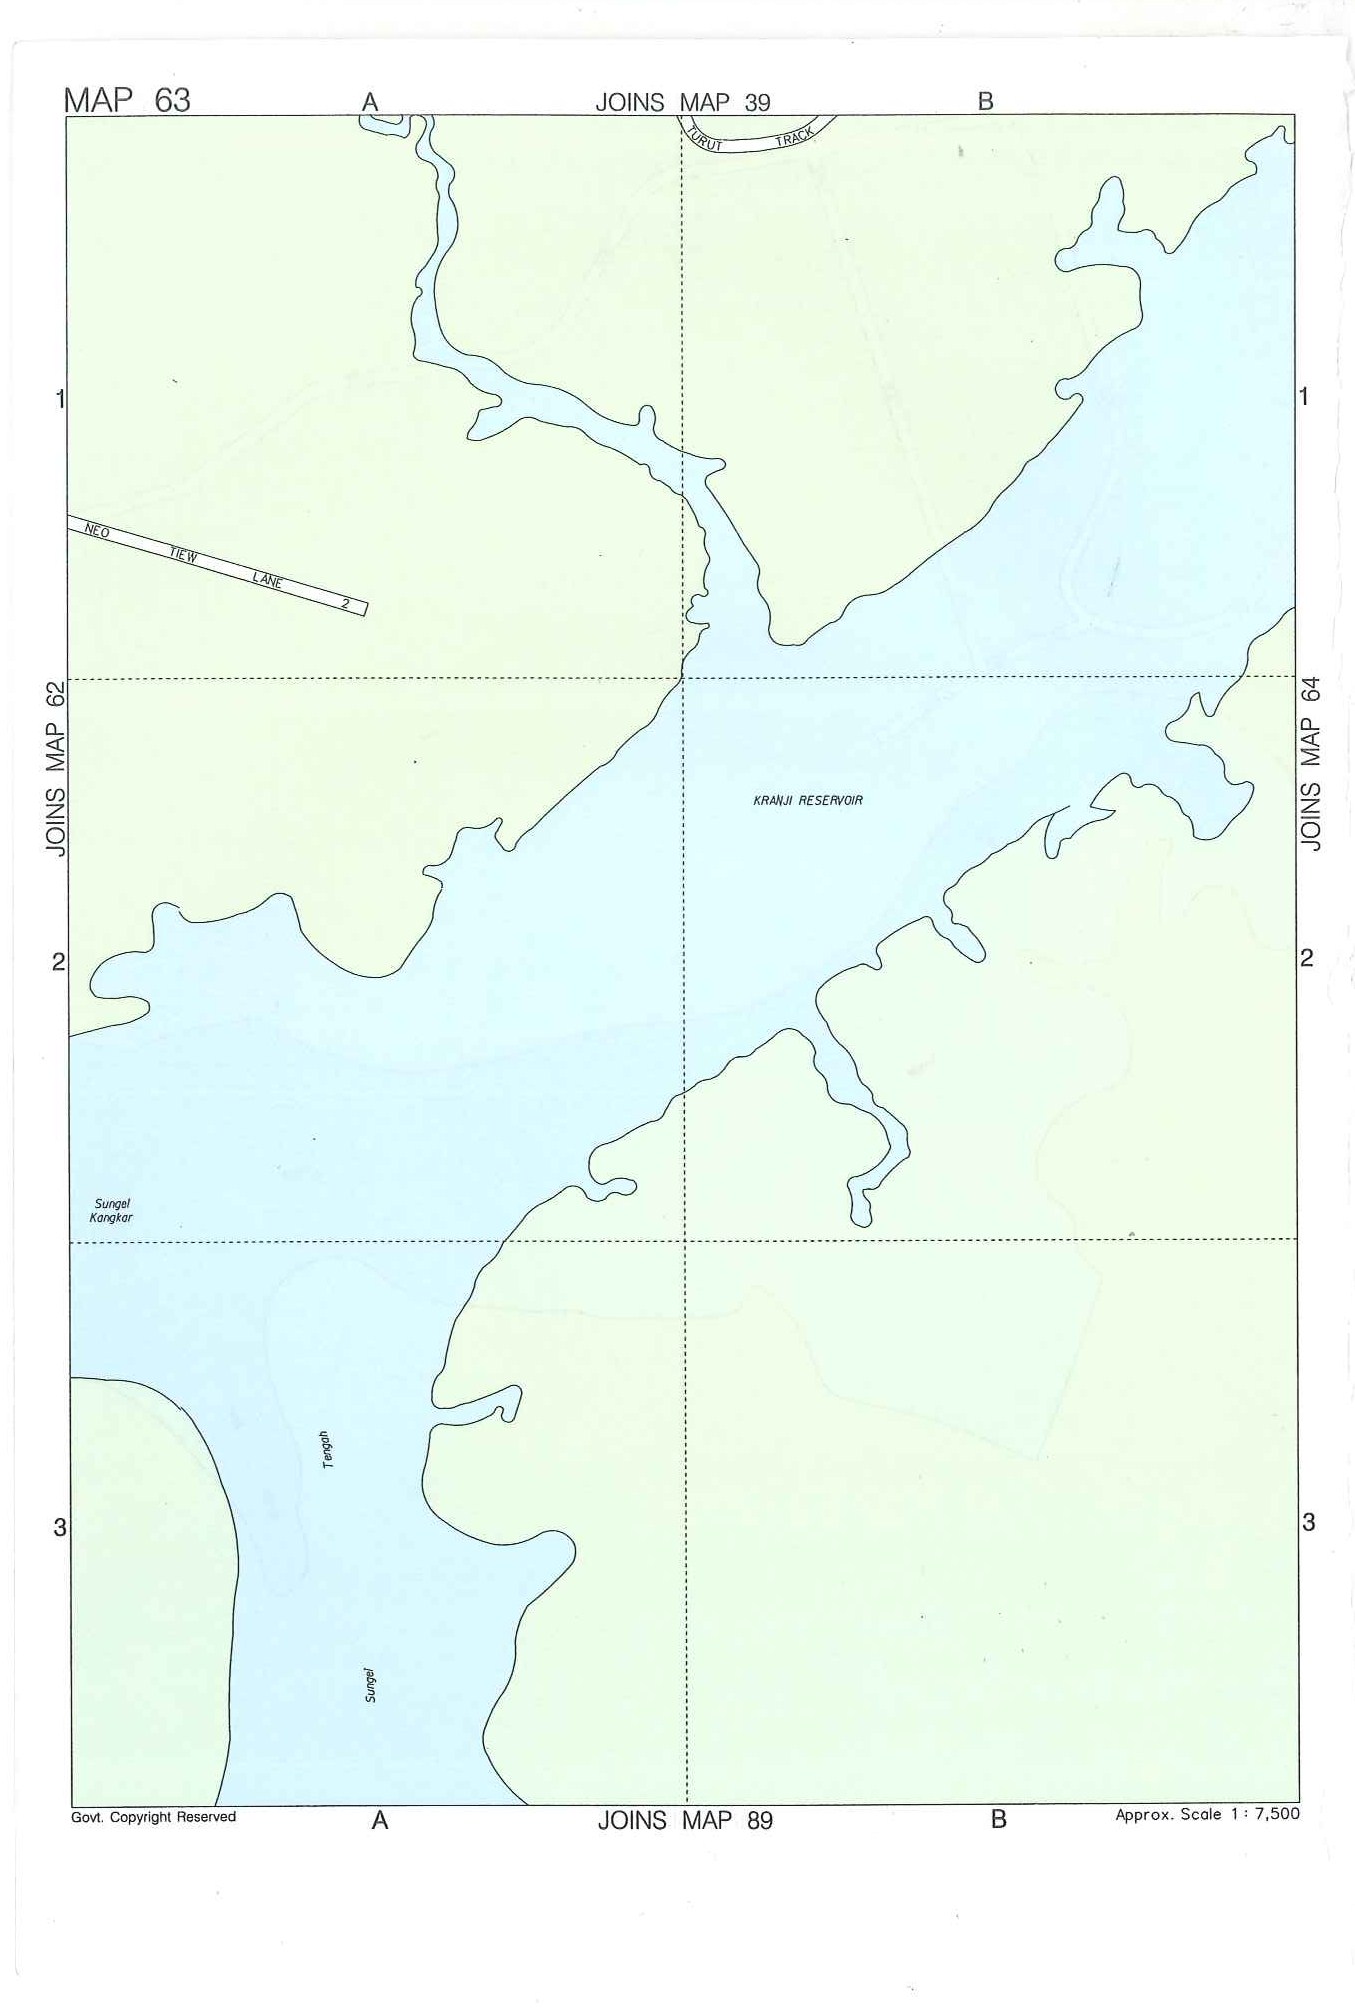 MAP 63
A
JOINS MAP 39
B
TURUT TRACK
1
1
NEO TIEW LANE 2
JOINS MAP 62
JOINS MAP 64
KRANJI RESERVOIR
2
2
Sungei
Kangkar
Tengah
3
3
Sungei
Govt. Copyright Reserved
A
JOINS MAP 89
B
Approx. Scale 1 : 7,500